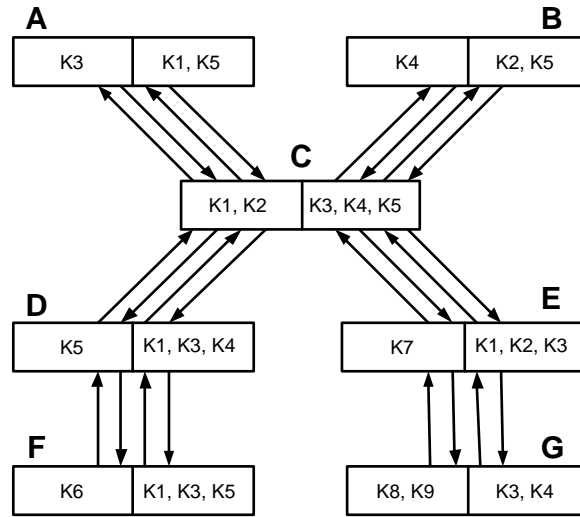 A
B
K3
K1, K5
K4
K2, K5
C
K1, K2
K3, K4, K5
D
E
K5
K1, K3, K4
K7
K1, K2, K3
F
G
K6
K1, K3, K5
K8, K9
K3, K4